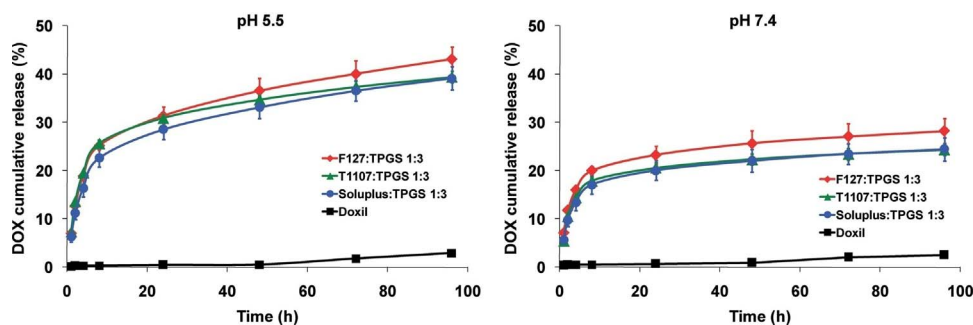 pH 5.5
DOX cumulative release (%)
50
40
30
20
10
0
F127:TPGS 1:3
T1107:TPGS 1:3
Soluplus:TPGS 1:3
Doxil
0 20 40 60 80 100
Time (h)
pH 7.4
DOX cumulative release (%)
50
40
30
20
10
0
F127:TPGS 1:3
T1107:TPGS 1:3
Soluplus:TPGS 1:3
Doxil
0 20 40 60 80 100
Time (h)